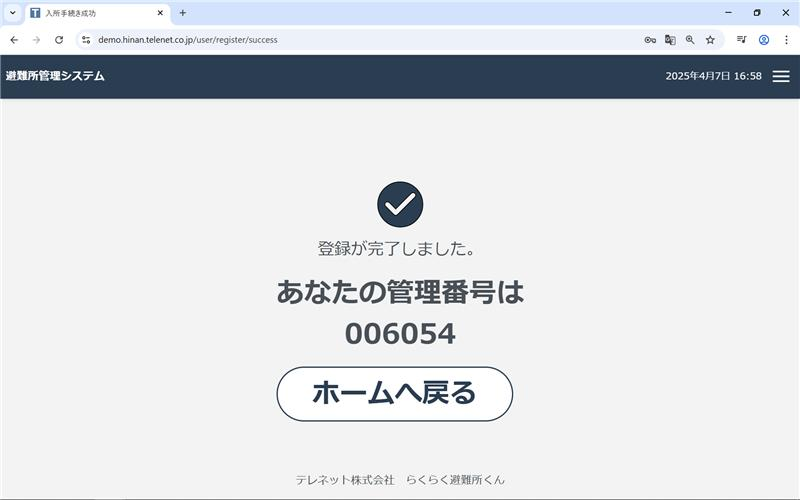 入所手続き成功
demo.hinan.telenet.co.jp/user/register/success
避難所管理システム
2025年4月7日 16:58
登録が完了しました。
あなたの管理番号は
006054
ホームへ戻る
テレネット株式会社 らくらく避難所くん